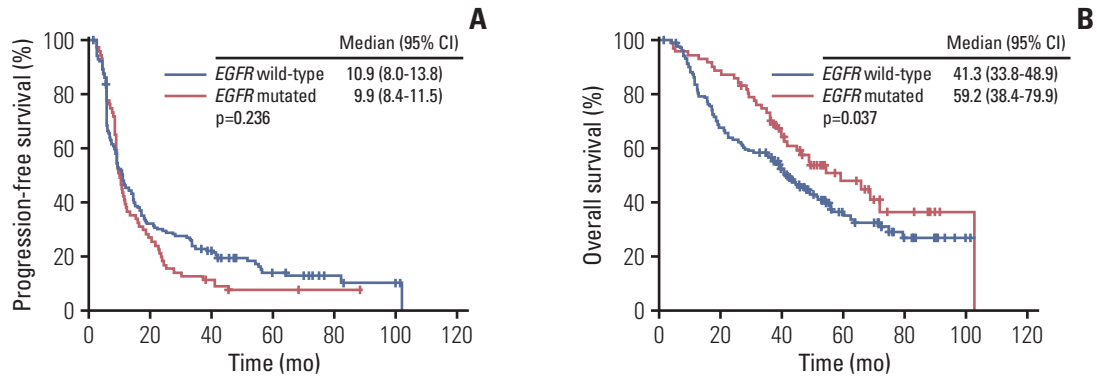 A
Progression-free survival (%)
100
80
60
40
20
0
0 20 40 60 80 100 120
Time (mo)
Median (95% CI)
EGFR wild-type 10.9 (8.0-13.8)
EGFR mutated 9.9 (8.4-11.5)
p=0.236
B
Overall survival (%)
100
80
60
40
20
0
0 20 40 60 80 100 120
Time (mo)
Median (95% CI)
EGFR wild-type 41.3 (33.8-48.9)
EGFR mutated 59.2 (38.4-79.9)
p=0.037